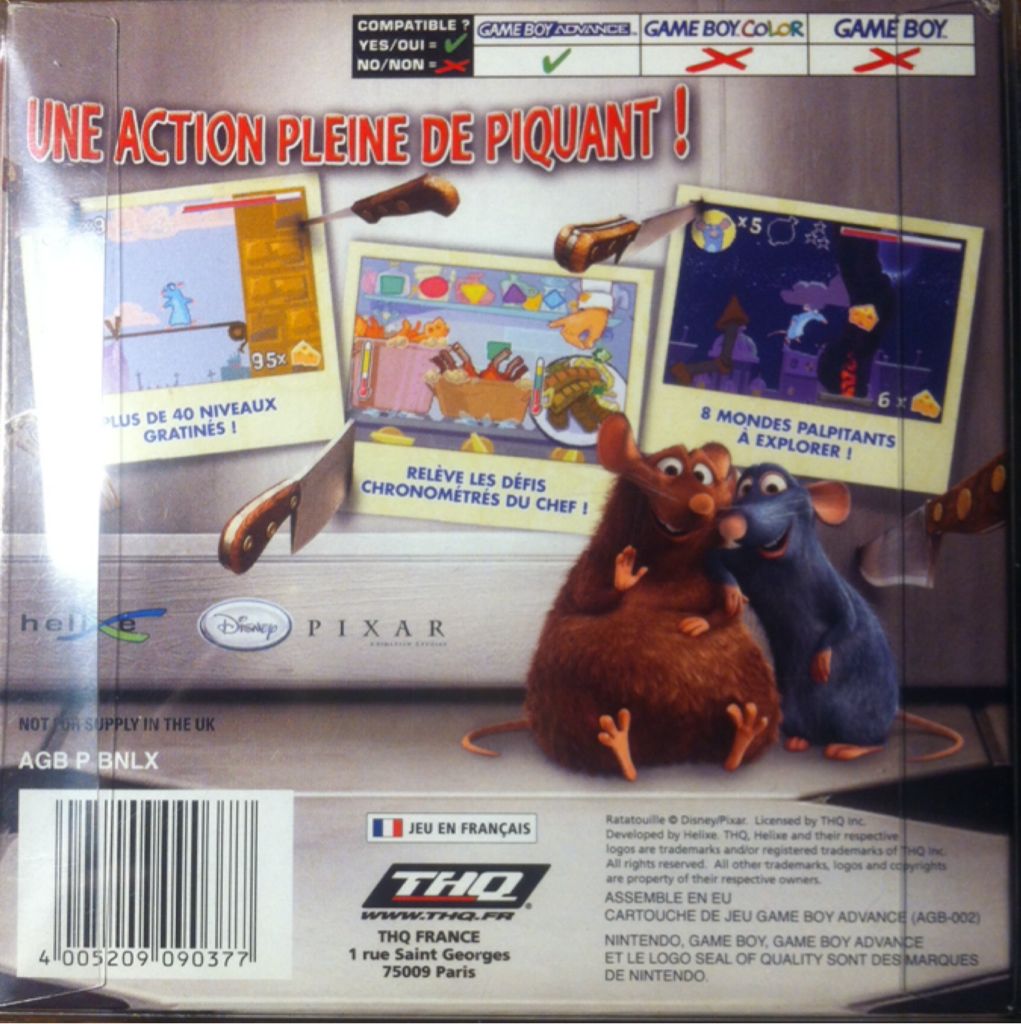 COMPATIBLE ?
YES/OUI =
NO/NON =
GAME BOY ADVANCE
GAME BOY COLOR
GAME BOY
UNE ACTION PLEINE DE PIQUANT !
x9
95x
PLUS DE 40 NIVEAUX
GRATINÉS !
RELÈVE LES DÉFIS
CHRONOMÉTRÉS DU CHEF !
x5
6x
8 MONDES PALPITANTS
À EXPLORER !
helixe
Disney
PIXAR
ANIMATION STUDIOS
NOT FOR SUPPLY IN THE UK
AGB P BNLX
4 005209 090377
JEU EN FRANÇAIS
THQ
WWW.THQ.FR
THQ FRANCE
1 rue Saint Georges
75009 Paris
Ratatouille © Disney/Pixar. Licensed by THQ Inc.
Developed by Helixe. THQ, Helixe and their respective
logos are trademarks and/or registered trademarks of THQ Inc.
All rights reserved. All other trademarks, logos and copyrights
are property of their respective owners.
ASSEMBLE EN EU
CARTOUCHE DE JEU GAME BOY ADVANCE (AGB-002)
NINTENDO, GAME BOY, GAME BOY ADVANCE
ET LE LOGO SEAL OF QUALITY SONT DES MARQUES
DE NINTENDO.